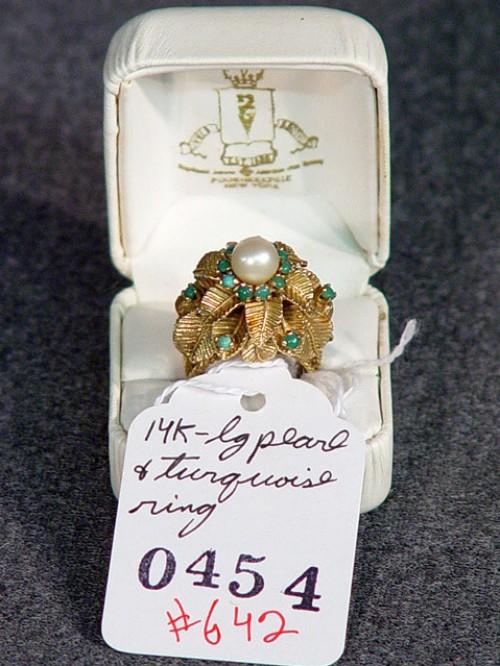 POUGHKEEPSIE
NEW YORK
14K-lg pearl
& turquoise
ring
0454
#642